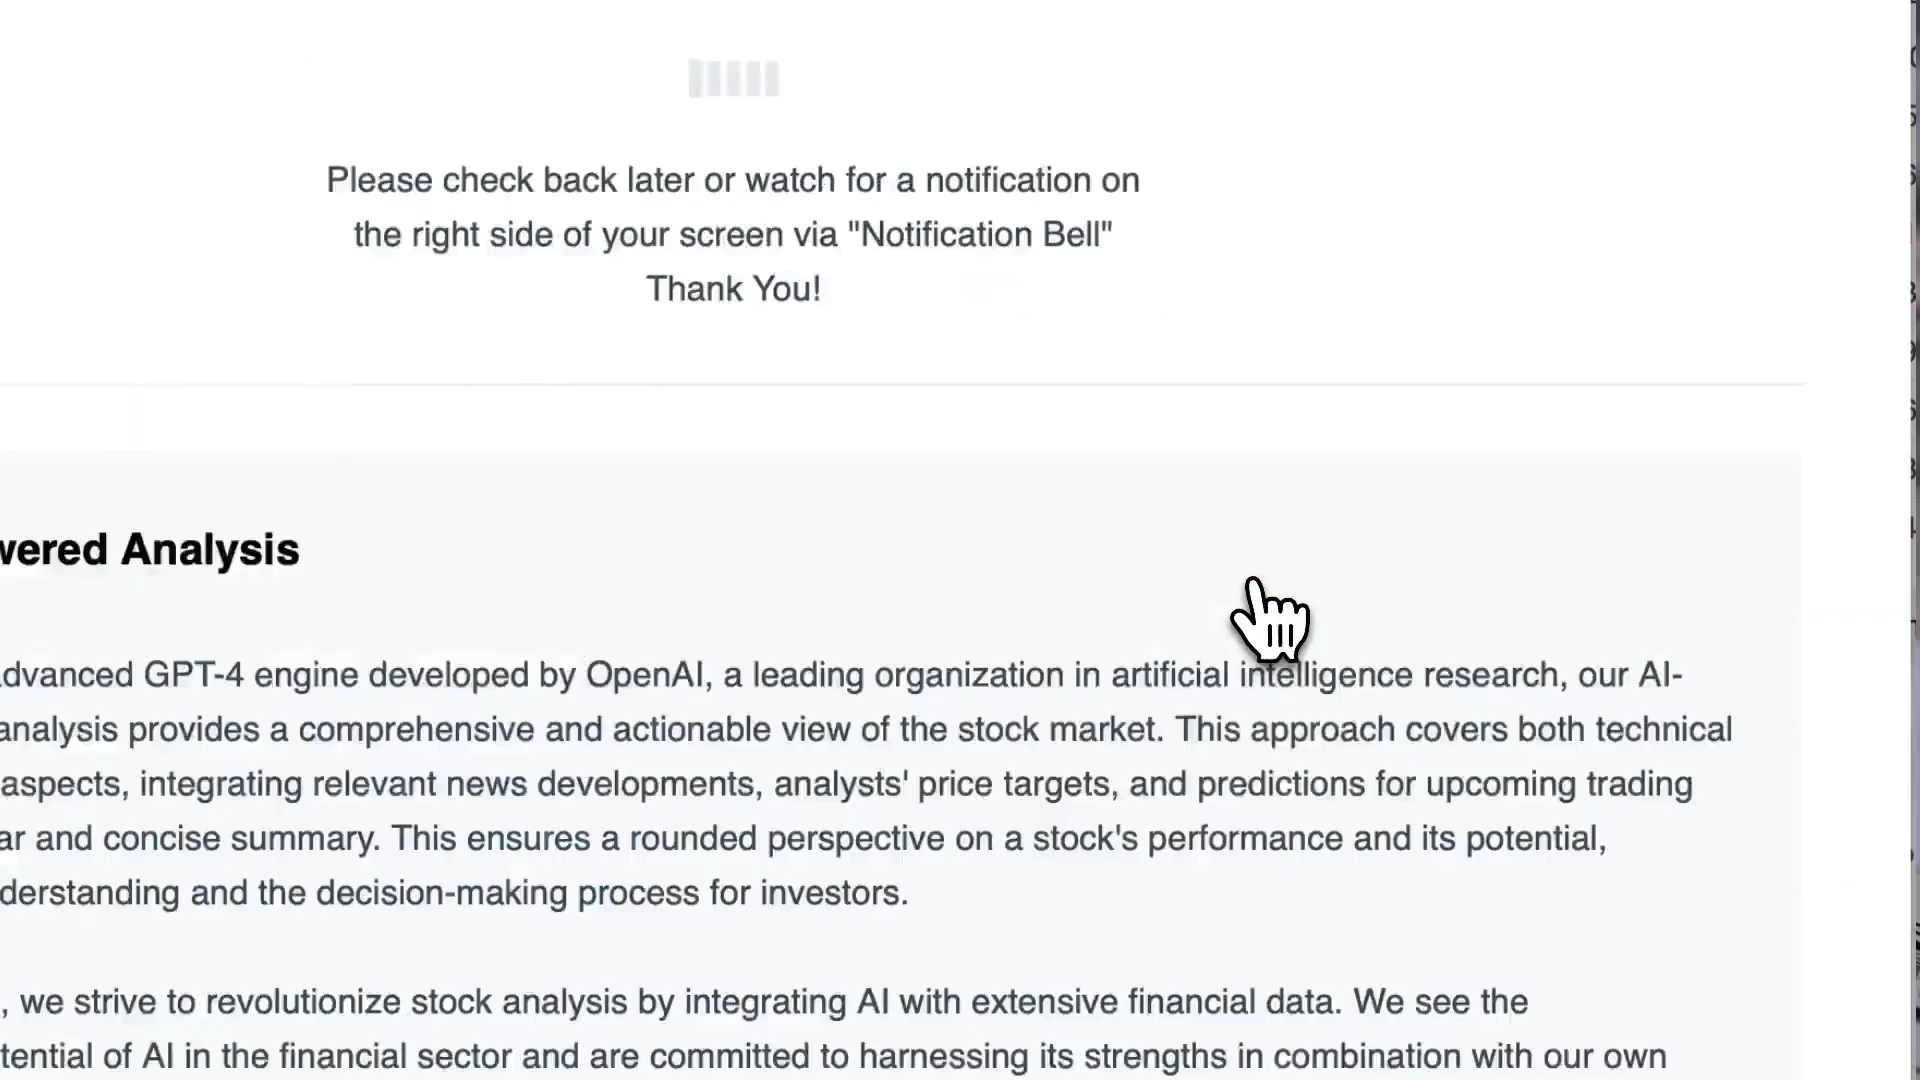 Please check back later or watch for a notification on
the right side of your screen via "Notification Bell"
Thank You!
wered Analysis
dvanced GPT-4 engine developed by OpenAI, a leading organization in artificial intelligence research, our AI-
analysis provides a comprehensive and actionable view of the stock market. This approach covers both technical
aspects, integrating relevant news developments, analysts' price targets, and predictions for upcoming trading
ar and concise summary. This ensures a rounded perspective on a stock's performance and its potential,
derstanding and the decision-making process for investors.
, we strive to revolutionize stock analysis by integrating AI with extensive financial data. We see the
tential of AI in the financial sector and are committed to harnessing its strengths in combination with our own